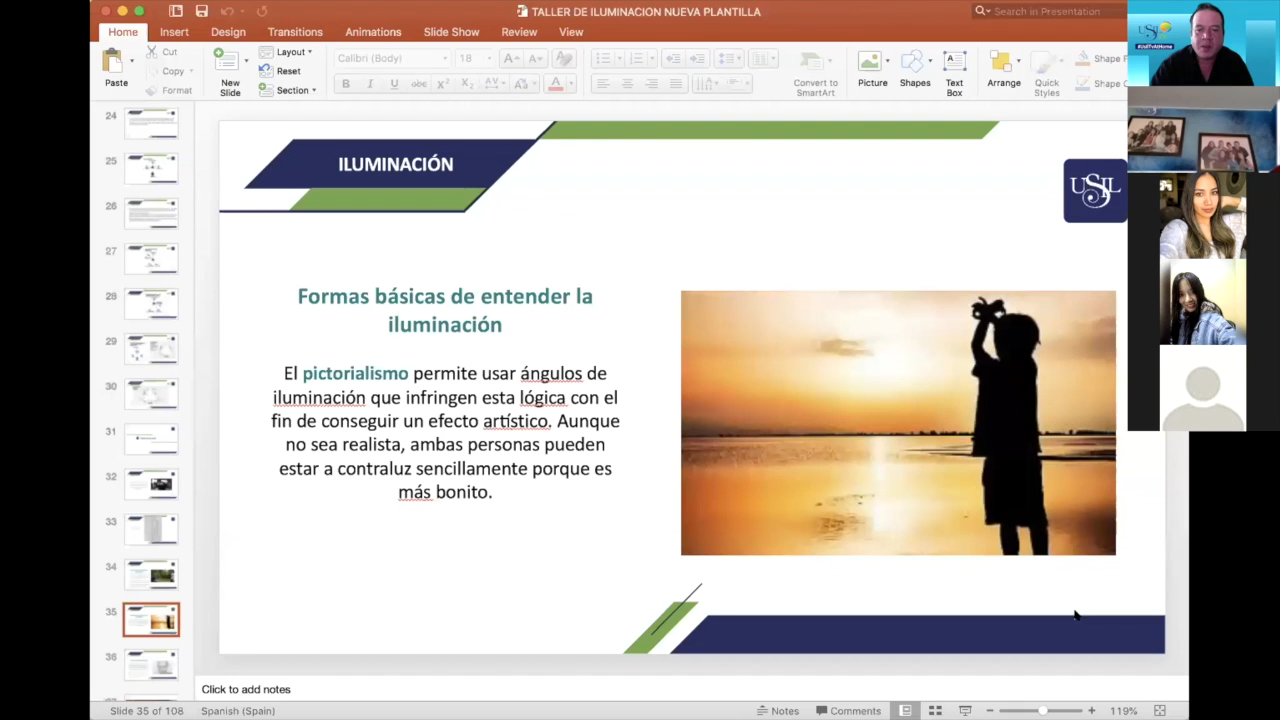 TALLER DE ILUMINACION NUEVA PLANTILLA
Search in Presentation
Home Insert Design Transitions Animations Slide Show Review View
Paste
Cut
Copy
Format
New Slide
Layout
Reset
Section
Calibri (Body) 18
Convert to SmartArt
Picture
Shapes
Text Box
Arrange
Quick Styles
Shape F
Shape O
USIL
#UsilTvAtHome
24
25
26
27
28
29
30
31
32
33
34
35
36
ILUMINACIÓN
USIL
Formas básicas de entender la
iluminación
El pictorialismo permite usar ángulos de
iluminación que infringen esta lógica con el
fin de conseguir un efecto artístico. Aunque
no sea realista, ambas personas pueden
estar a contraluz sencillamente porque es
más bonito.
Click to add notes
Slide 35 of 108 Spanish (Spain) Notes Comments 119%